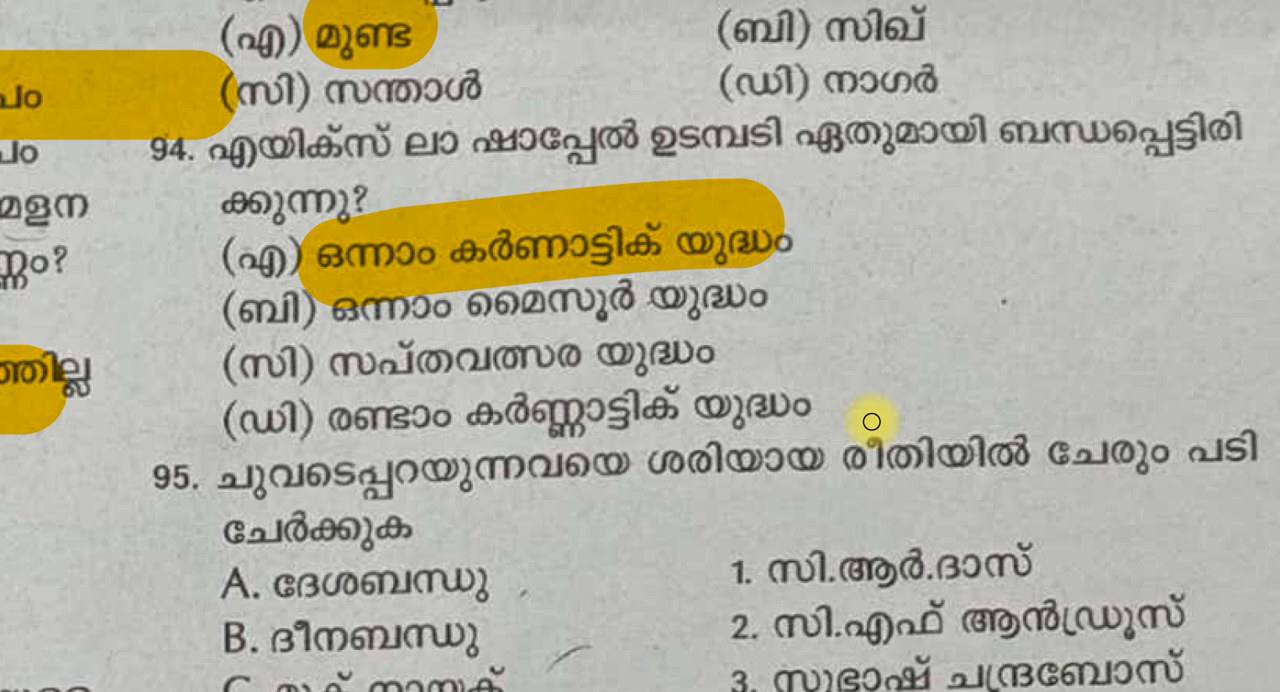 (എ) മുണ്ട (ബി) സിഖ്
(സി) സന്താൾ (ഡി) നാഗർ
94. എയിക്സ് ലാ ഷാപ്പേൽ ഉടമ്പടി ഏതുമായി ബന്ധപ്പെട്ടിരി
ക്കുന്നു?
(എ) ഒന്നാം കർണാട്ടിക് യുദ്ധം
(ബി) ഒന്നാം മൈസൂർ യുദ്ധം
(സി) സപ്തവത്സര യുദ്ധം
(ഡി) രണ്ടാം കർണ്ണാട്ടിക് യുദ്ധം
95. ചുവടെപ്പറയുന്നവയെ ശരിയായ രീതിയിൽ ചേരും പടി
ചേർക്കുക
A. ദേശബന്ധു 1. സി.ആർ.ദാസ്
B. ദീനബന്ധു 2. സി.എഫ് ആൻഡ്രൂസ്
3. സുഭാഷ് ചന്ദ്രബോസ്